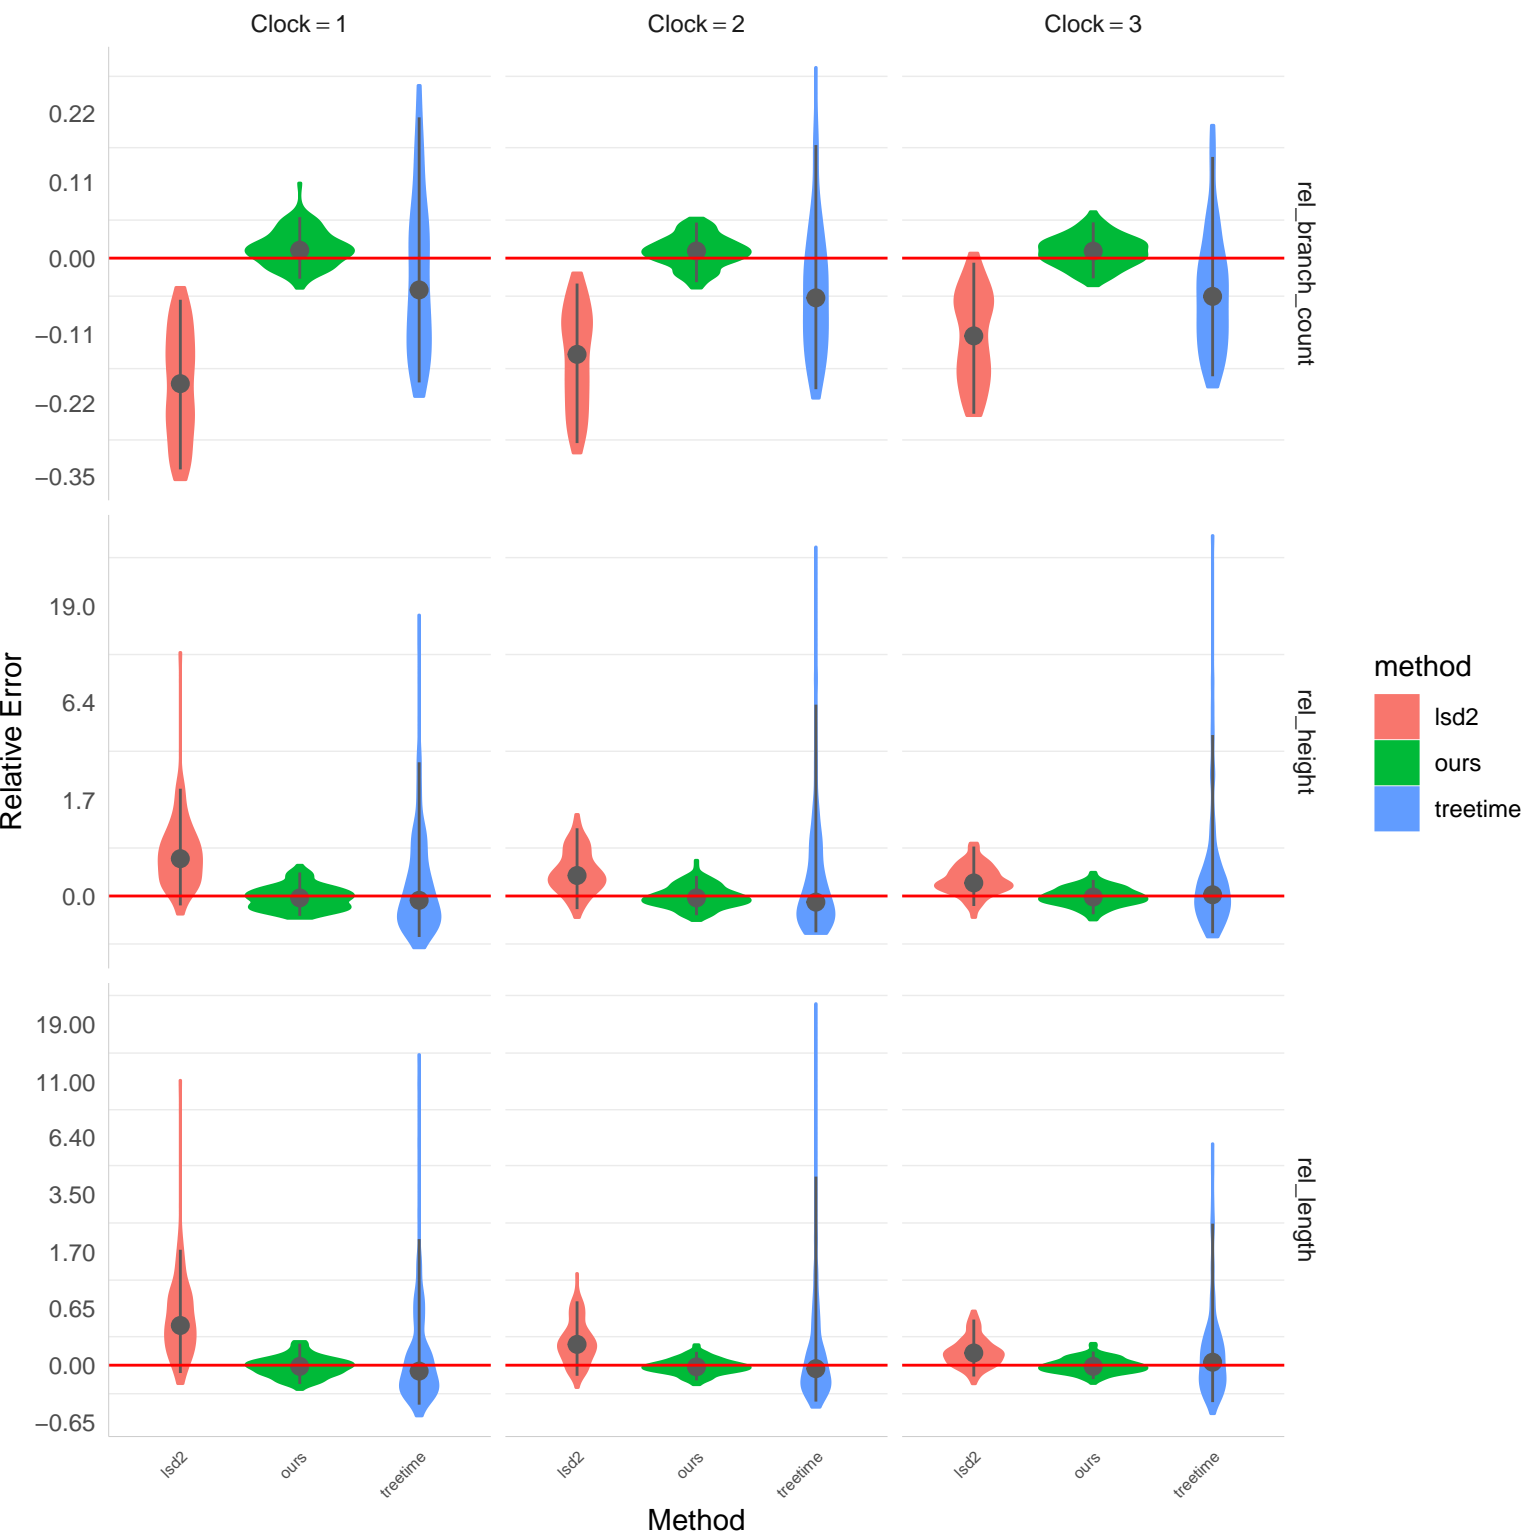 Clock = 1
Clock = 2
Clock = 3
0.22
0.11
0.00
−0.11
−0.22
−0.35
rel_branch_count
19.0
6.4
1.7
0.0
rel_height
19.00
11.00
6.40
3.50
1.70
0.65
0.00
−0.65
rel_length
Relative Error
lsd2
ours
treetime
lsd2
ours
treetime
lsd2
ours
treetime
Method
method
lsd2
ours
treetime